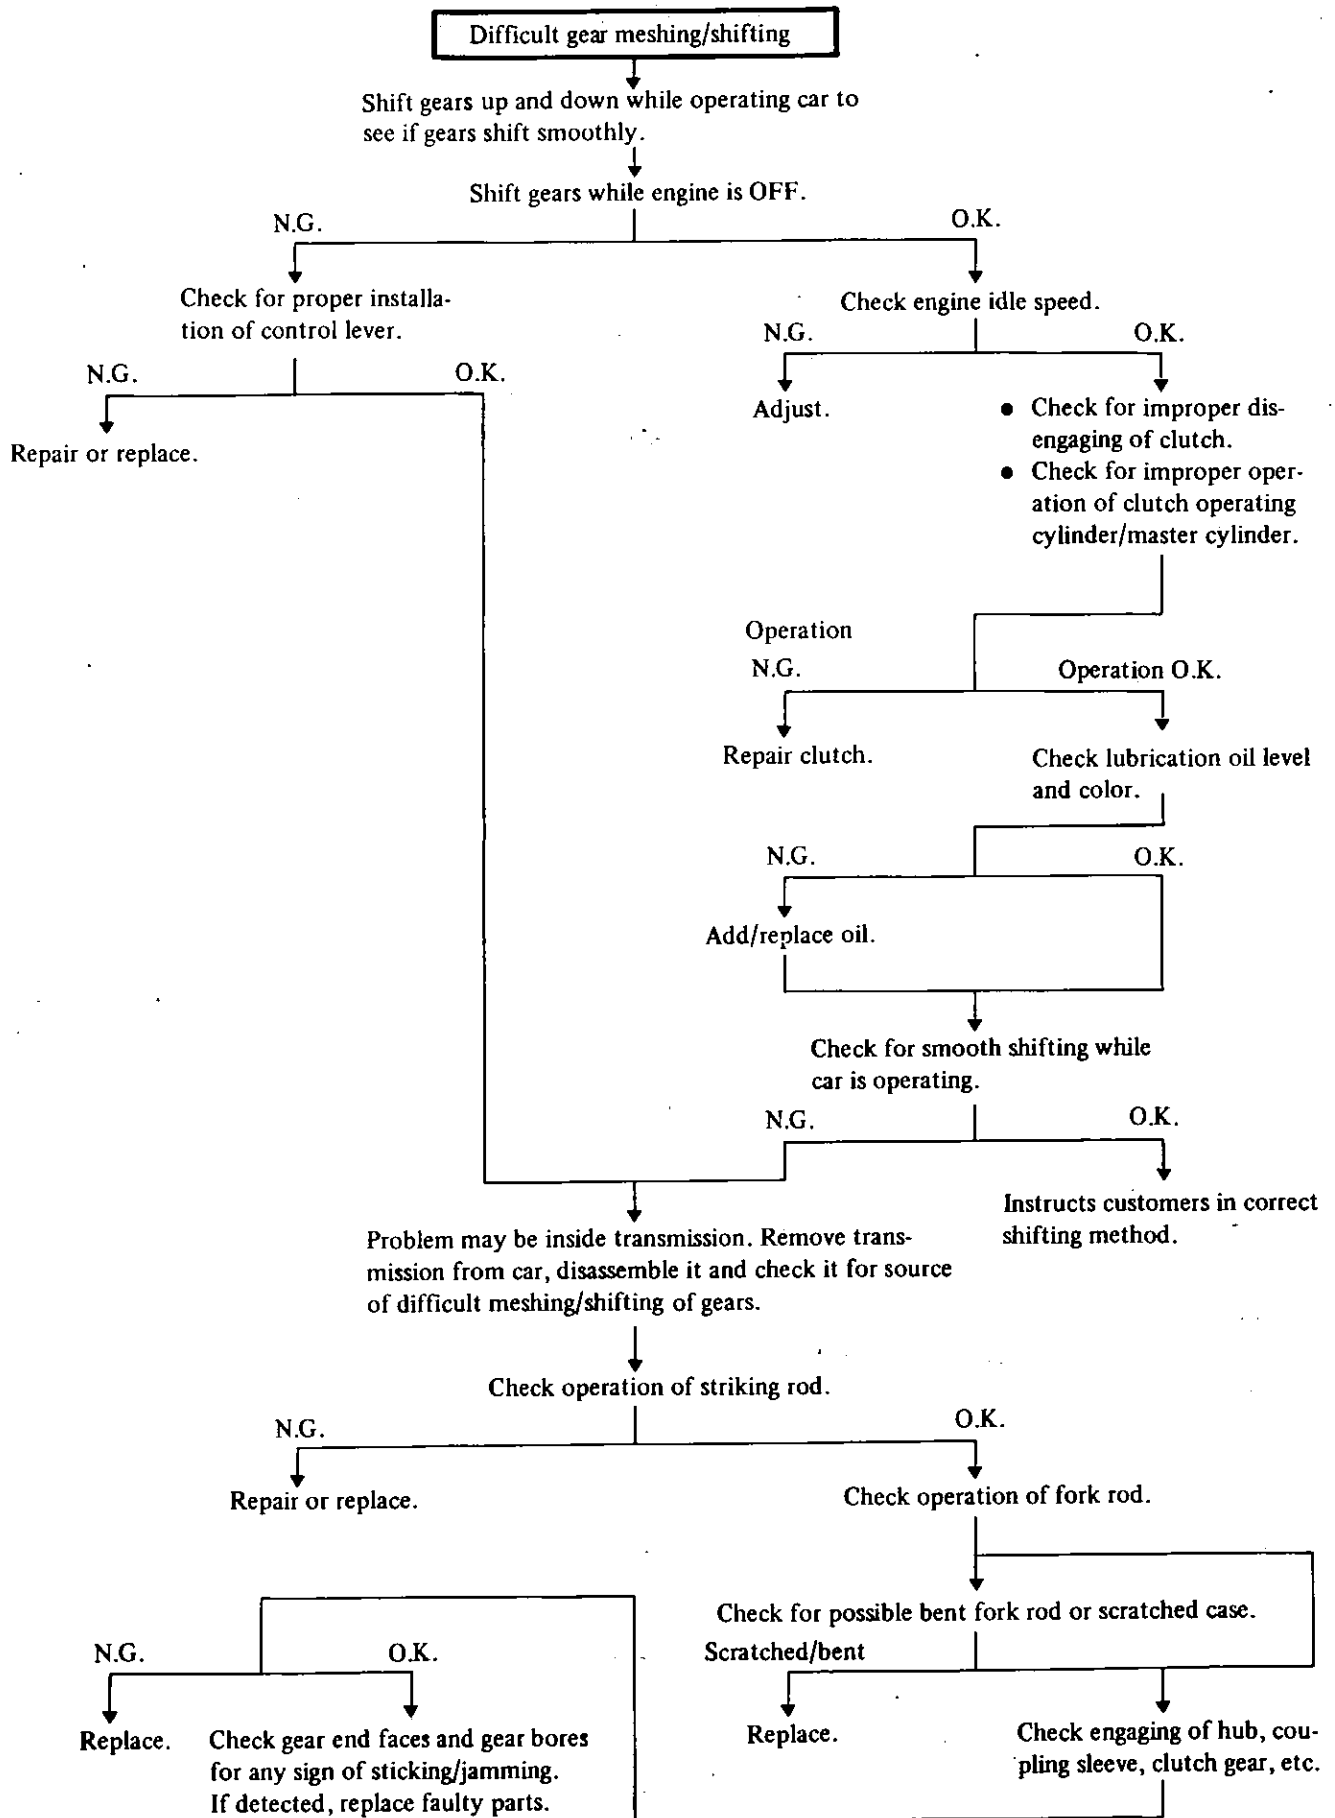 Difficult gear meshing/shifting
Shift gears up and down while operating car to
see if gears shift smoothly.
Shift gears while engine is OFF.
N.G.
O.K.
Check for proper installa-
tion of control lever.
Check engine idle speed.
N.G.
O.K.
N.G.
O.K.
Repair or replace.
Adjust.
● Check for improper dis-
engaging of clutch.
● Check for improper oper-
ation of clutch operating
cylinder/master cylinder.
Operation
N.G.
Operation O.K.
Repair clutch.
Check lubrication oil level
and color.
N.G.
O.K.
Add/replace oil.
Check for smooth shifting while
car is operating.
N.G.
O.K.
Instructs customers in correct
shifting method.
Problem may be inside transmission. Remove trans-
mission from car, disassemble it and check it for source
of difficult meshing/shifting of gears.
Check operation of striking rod.
N.G.
O.K.
Repair or replace.
Check operation of fork rod.
Check for possible bent fork rod or scratched case.
Scratched/bent
Replace.
Check engaging of hub, cou-
pling sleeve, clutch gear, etc.
N.G.
O.K.
Replace.
Check gear end faces and gear bores
for any sign of sticking/jamming.
If detected, replace faulty parts.